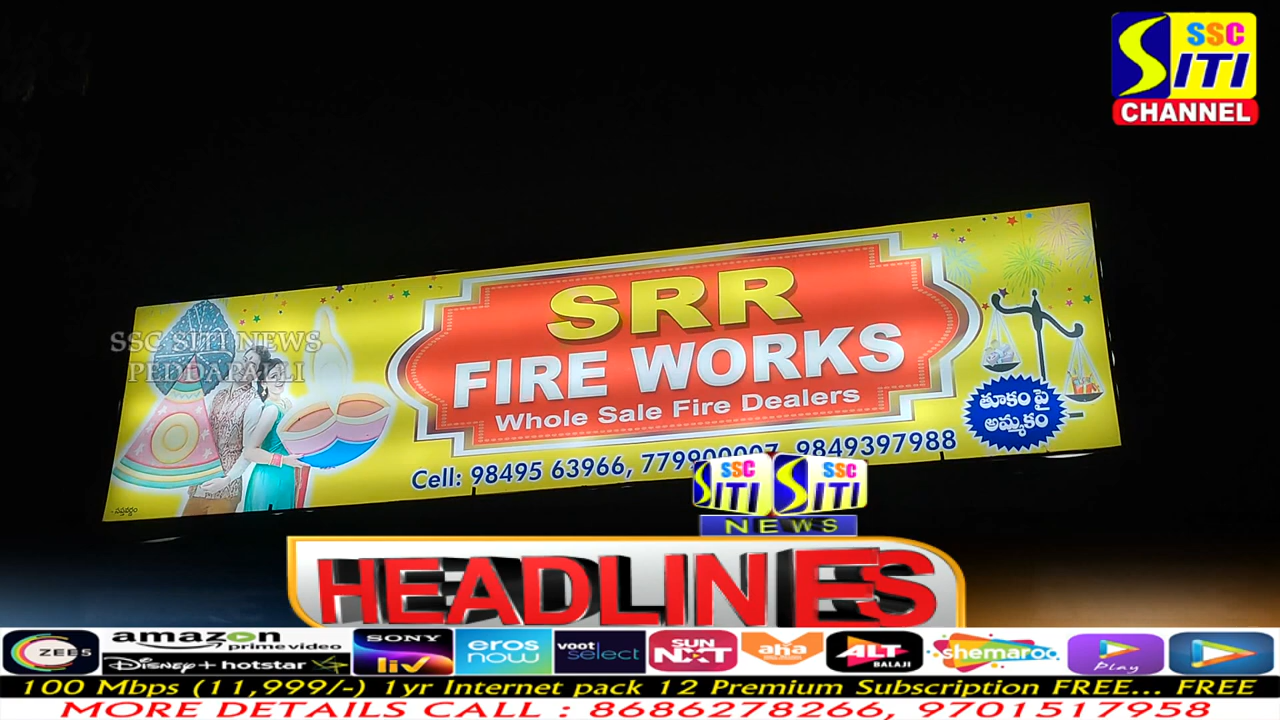 SSC
SITI
CHANNEL
SRR
FIRE WORKS
Whole Sale Fire Dealers
SSC SITI NEWS
PEDDAPALLI
తూకం పై
అమ్మకం
Cell: 98495 63966, 9849397988
SSC SSC
SITI SITI
NEWS
HEADLINES
ZEE5 amazon prime video Disney+ hotstar SONY liv eros now voot select SUN NXT aha ALT BALAJI shemaroo Play
100 Mbps (11,999/-) 1yr Internet pack 12 Premium Subscription FREE... FREE
MORE DETAILS CALL : 8686278266, 9701517958